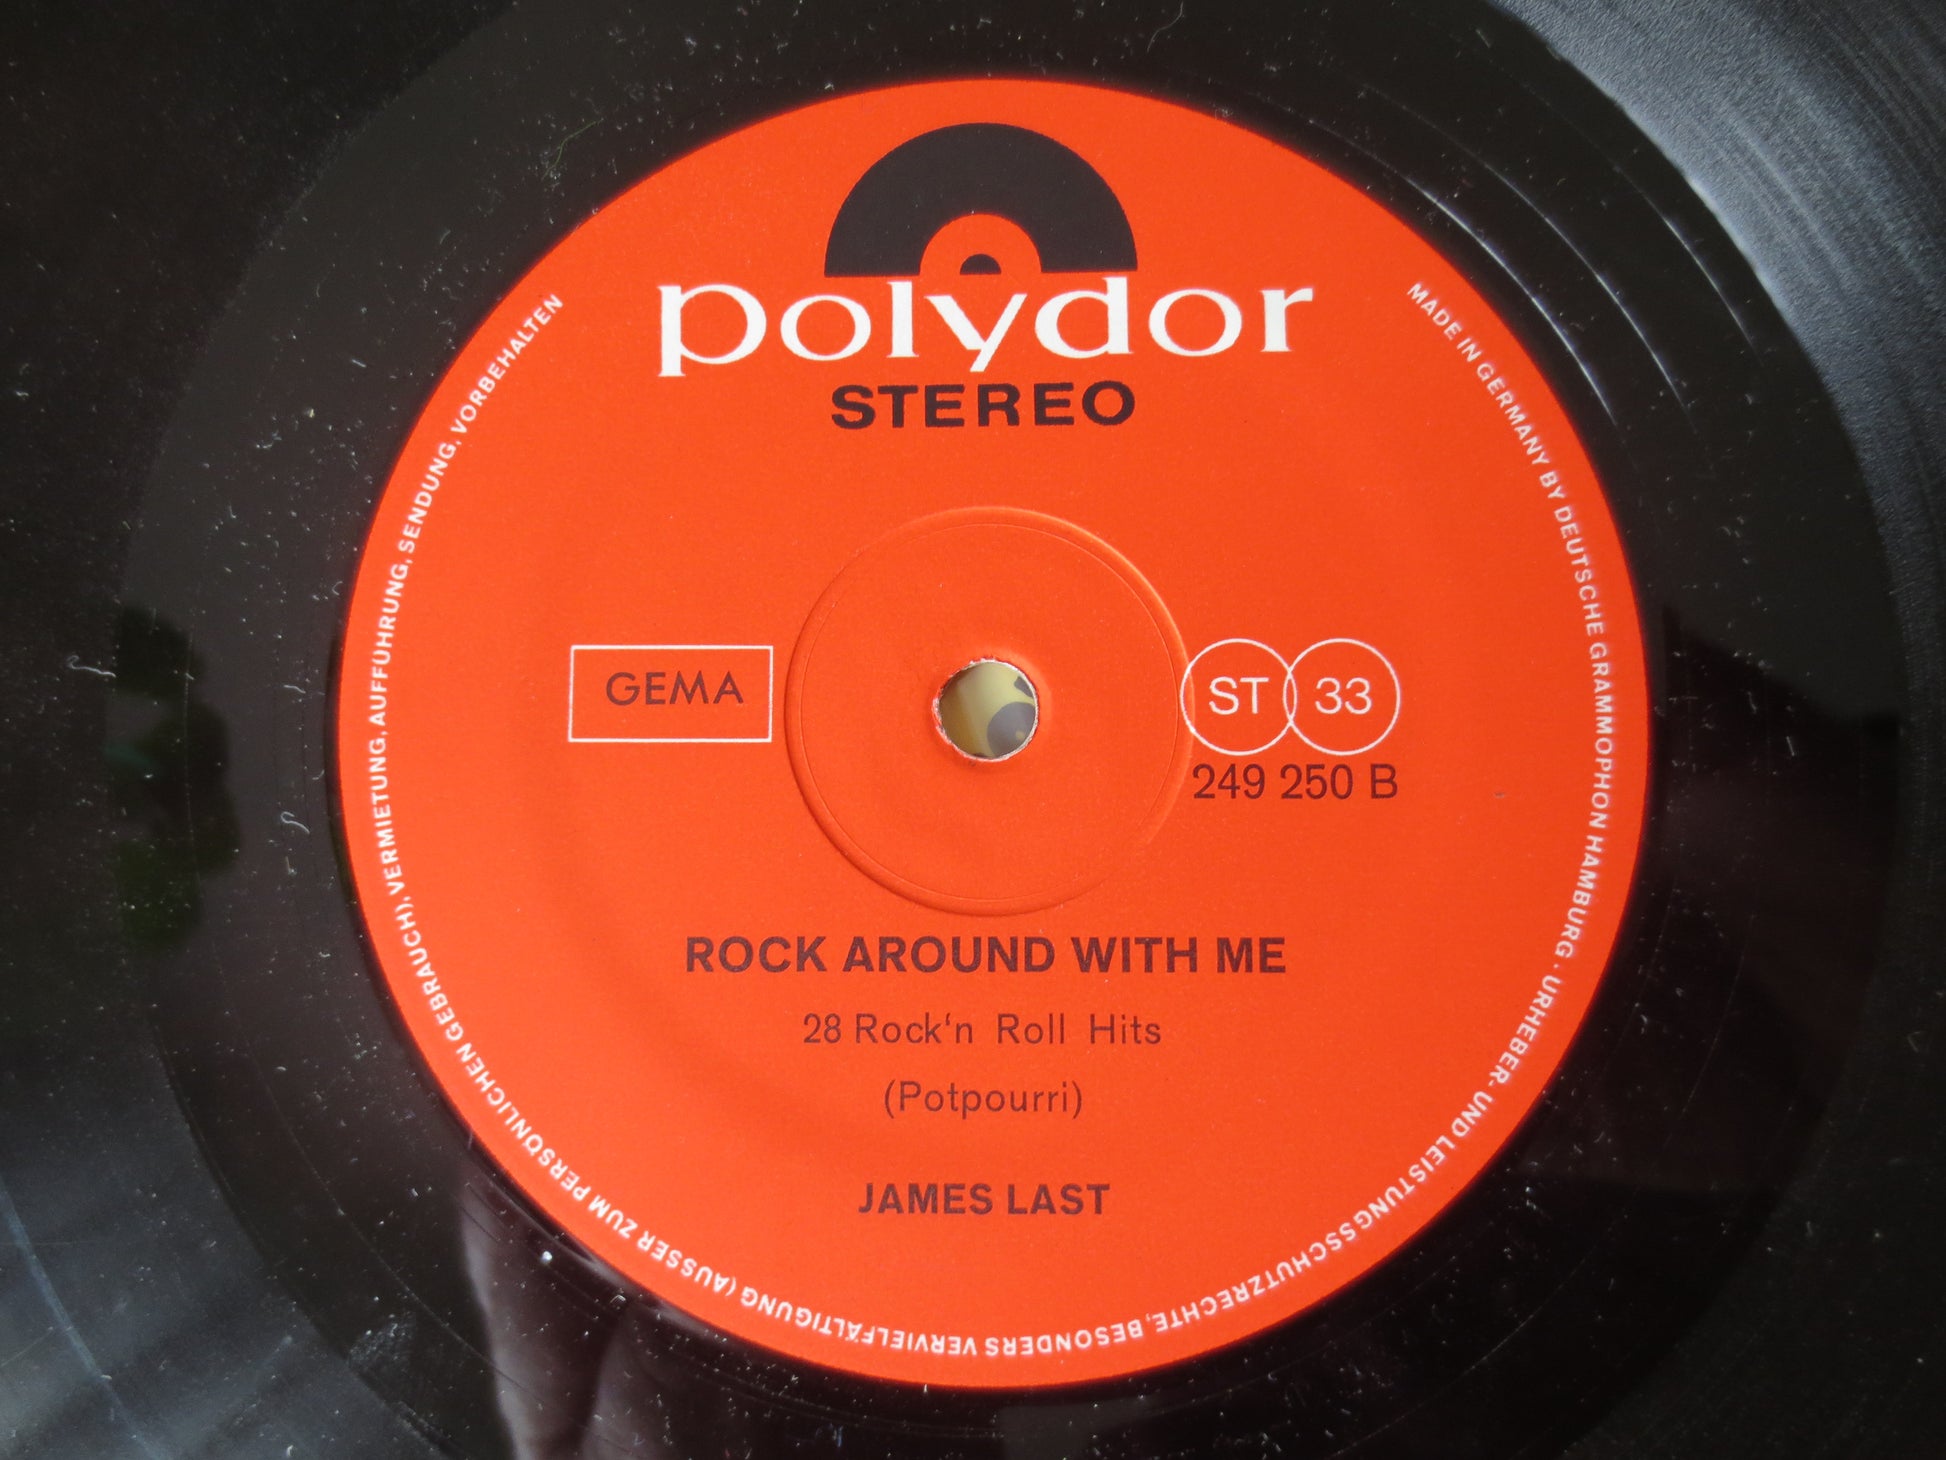 polydor
STEREO
GEMA
ST 33
249 250 B
ROCK AROUND WITH ME
28 Rock‘n Roll Hits
(Potpourri)
JAMES LAST
MADE IN GERMANY BY DEUTSCHE GRAMMOPHON HAMBURG · URHEBER- UND LEISTUNGSSCHUTZRECHTE, BESONDERS VERVIELFÄLTIGUNG (AUSSER ZUM PERSÖNLICHEN GEBRAUCH), VERMIETUNG, AUFFÜHRUNG, SENDUNG, VORBEHALTEN